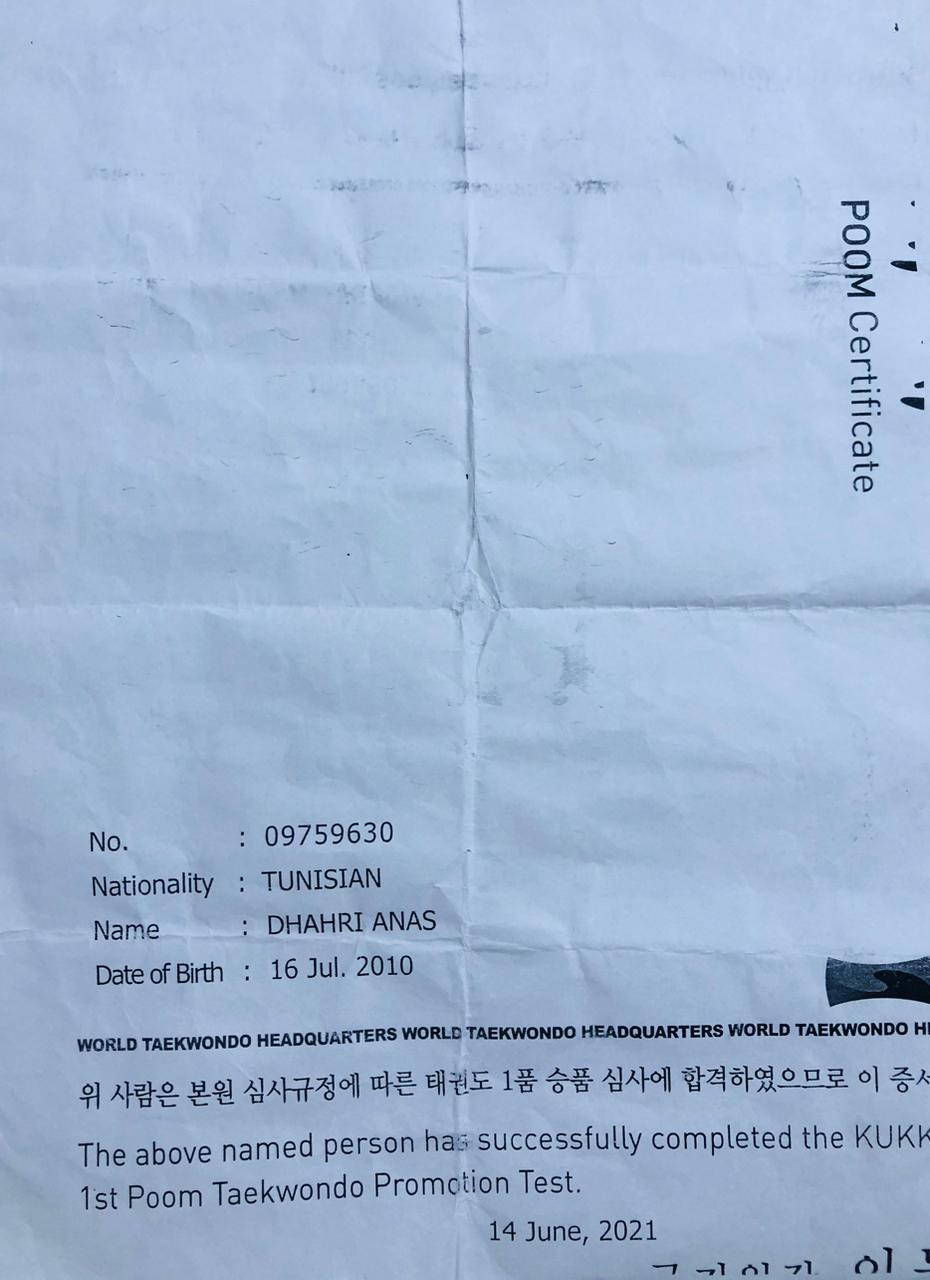 POOM Certificate
No. : 09759630
Nationality : TUNISIAN
Name : DHAHRI ANAS
Date of Birth : 16 Jul. 2010
WORLD TAEKWONDO HEADQUARTERS WORLD TAEKWONDO HEADQUARTERS WORLD TAEKWONDO
위 사람은 본원 심사규정에 따른 태권도 1품 승품 심사에 합격하였으므로 이
The above named person has successfully completed the
1st Poom Taekwondo Promotion Test.
14 June, 2021